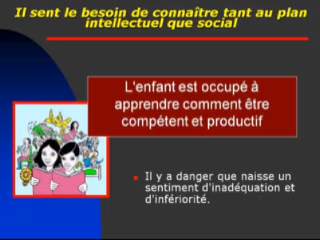 Il sent le besoin de connaître tant au plan
intellectuel que social
L'enfant est occupé à
apprendre comment être
compétent et productif
Il y a danger que naisse un
sentiment d'inadéquation et
d'infériorité.